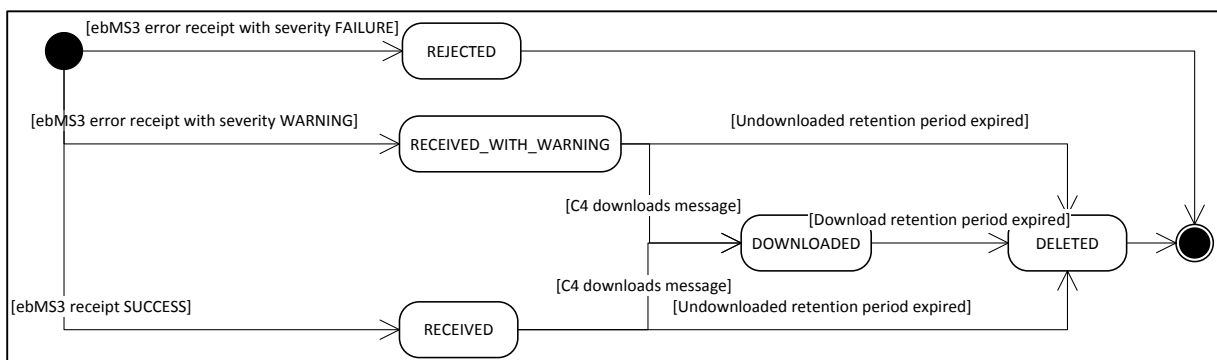 [ebMS3 error receipt with severity FAILURE]
REJECTED
[ebMS3 error receipt with severity WARNING]
[Undownloaded retention period expired]
RECEIVED_WITH_WARNING
[C4 downloads message]
[Download retention period expired]
DOWNLOADED
DELETED
[C4 downloads message]
[ebMS3 receipt SUCCESS]
[Undownloaded retention period expired]
RECEIVED